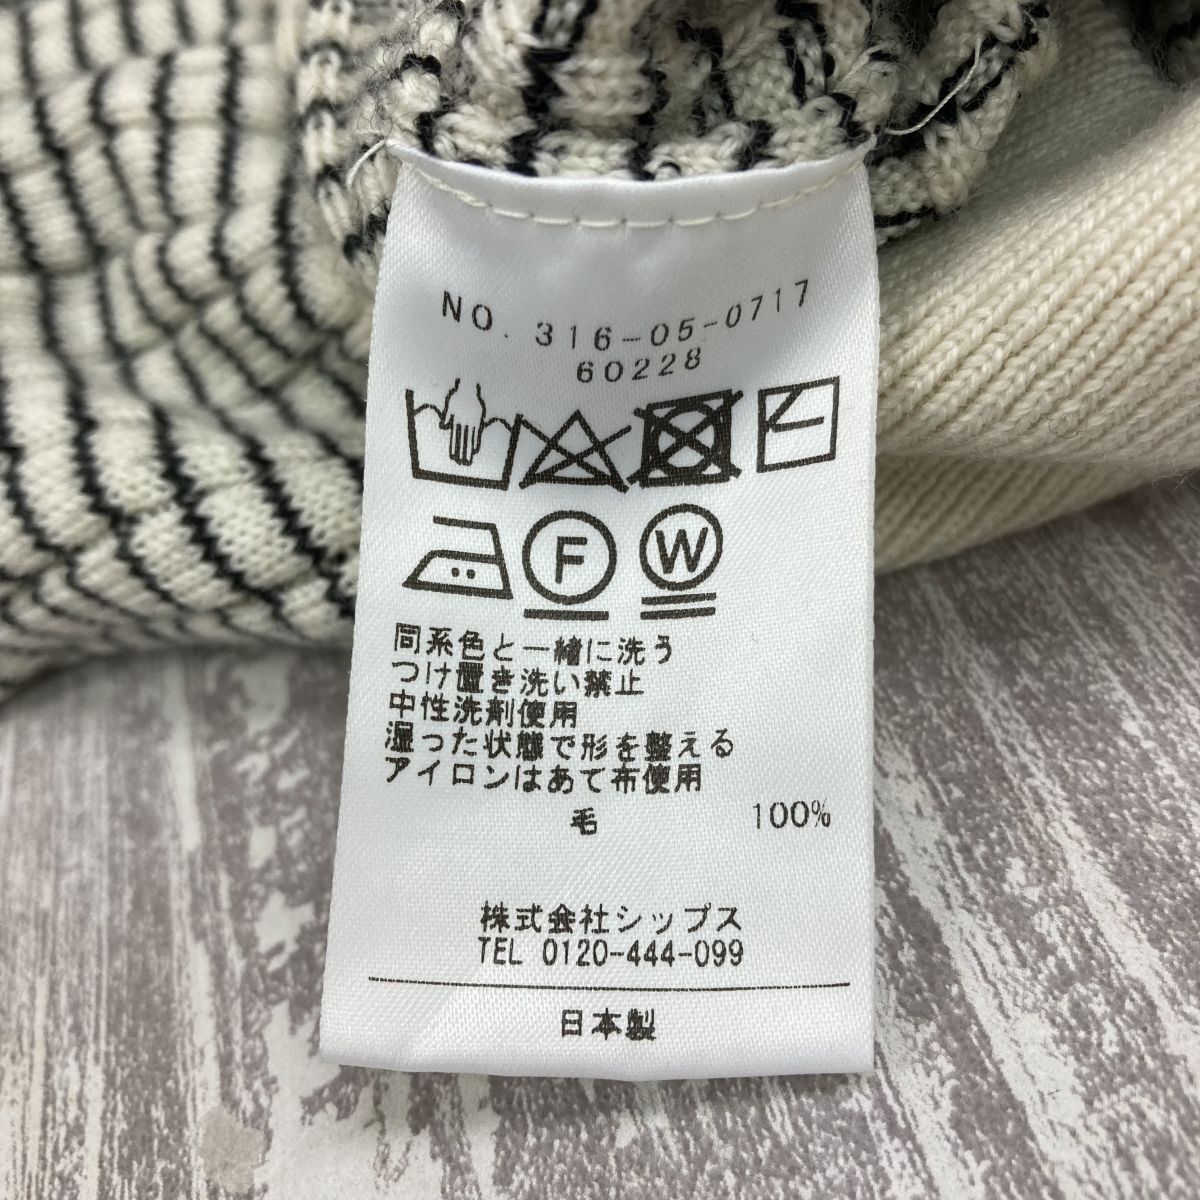 NO. 316-05-0717
60228
F W
同系色と一緒に洗う
つけ置き洗い禁止
中性洗剤使用
湿った状態で形を整える
アイロンはあて布使用
毛 100%
株式会社シップス
TEL 0120-444-099
日本製